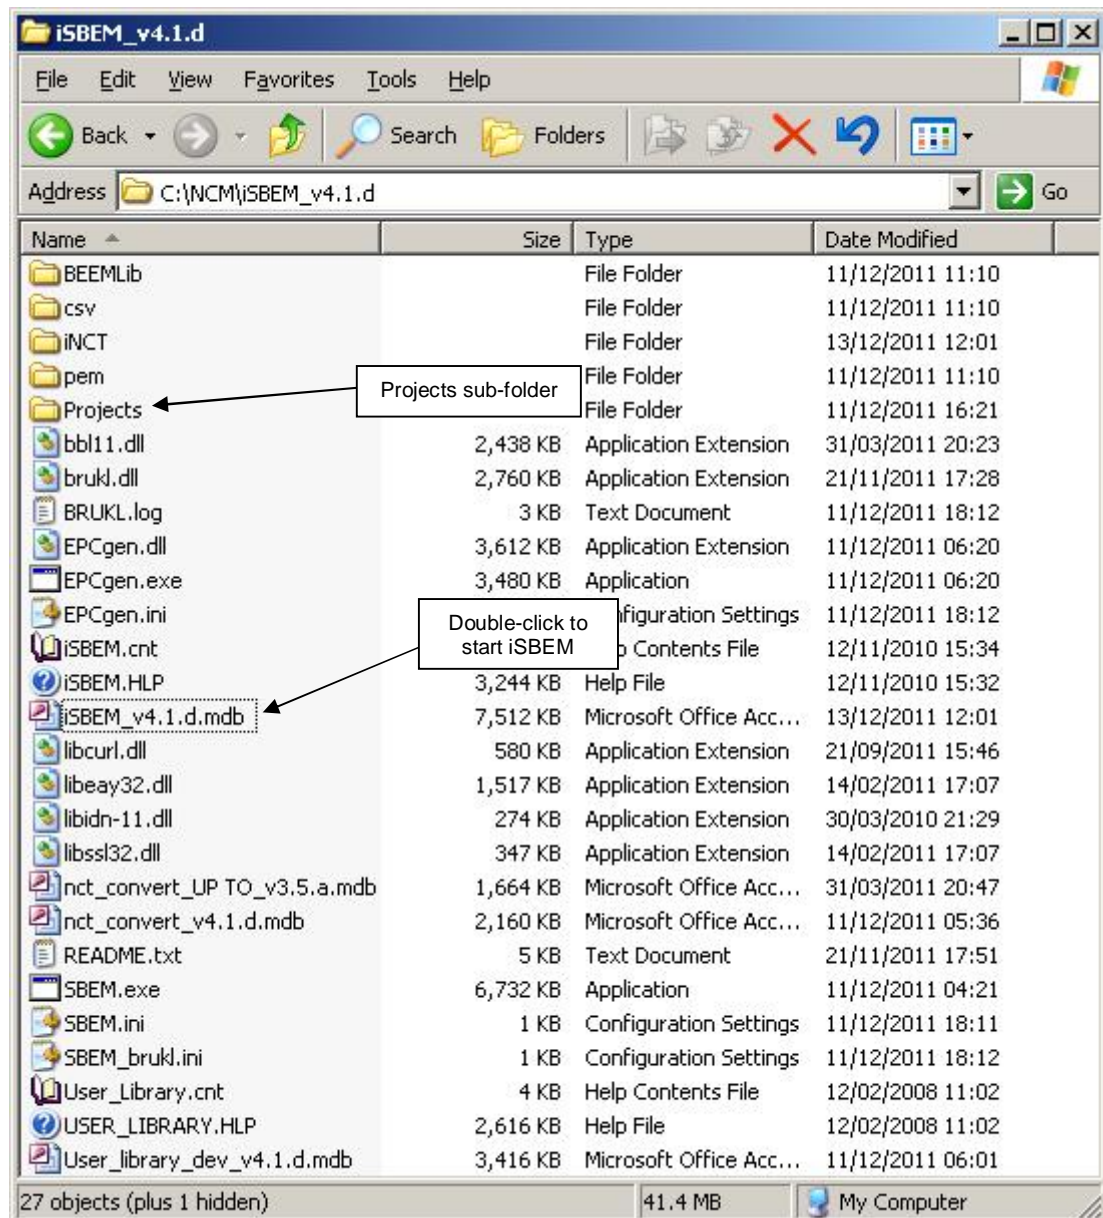 iSBEM_v4.1.d
File Edit View Favorites Tools Help
Back Search Folders
Address C:\NCM\iSBEM_v4.1.d Go
Name Size Type Date Modified
BEEMLib File Folder 11/12/2011 11:10
csv File Folder 11/12/2011 11:10
iNCT File Folder 13/12/2011 12:01
pem File Folder 11/12/2011 11:10
Projects sub-folder
Projects File Folder 11/12/2011 16:21
bbl11.dll 2,438 KB Application Extension 31/03/2011 20:23
brukl.dll 2,760 KB Application Extension 21/11/2011 17:28
BRUKL.log 3 KB Text Document 11/12/2011 18:12
EPCgen.dll 3,612 KB Application Extension 11/12/2011 06:20
EPCgen.exe 3,480 KB Application 11/12/2011 06:20
EPCgen.ini Settings 11/12/2011 18:12
Double-click to
start iSBEM
iSBEM.cnt Contents File 12/11/2010 15:34
iSBEM.HLP 3,244 KB Help File 12/11/2010 15:32
iSBEM_v4.1.d.mdb 7,512 KB Microsoft Office Acc... 13/12/2011 12:01
libcurl.dll 580 KB Application Extension 21/09/2011 15:46
libeay32.dll 1,517 KB Application Extension 14/02/2011 17:07
libidn-11.dll 274 KB Application Extension 30/03/2010 21:29
libssl32.dll 347 KB Application Extension 14/02/2011 17:07
nct_convert_UP TO_v3.5.a.mdb 1,664 KB Microsoft Office Acc... 31/03/2011 20:47
nct_convert_v4.1.d.mdb 2,160 KB Microsoft Office Acc... 11/12/2011 05:36
README.txt 5 KB Text Document 21/11/2011 17:51
SBEM.exe 6,732 KB Application 11/12/2011 04:21
SBEM.ini 1 KB Configuration Settings 11/12/2011 18:11
SBEM_brukl.ini 1 KB Configuration Settings 11/12/2011 18:12
User_Library.cnt 4 KB Help Contents File 12/02/2008 11:02
USER_LIBRARY.HLP 2,616 KB Help File 12/02/2008 11:02
User_library_dev_v4.1.d.mdb 3,416 KB Microsoft Office Acc... 11/12/2011 06:01
27 objects (plus 1 hidden) 41.4 MB My Computer